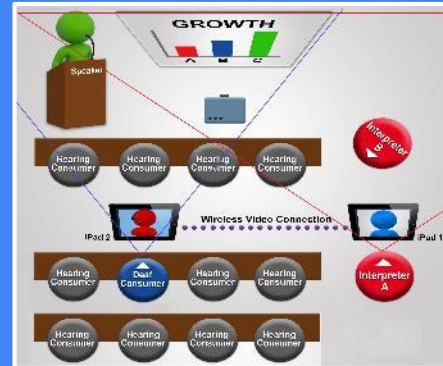 GROWTH
A B C
Speaker
Hearing Consumer Hearing Consumer Hearing Consumer Hearing Consumer
Interpreter B
Wireless Video Connection
iPad 2
iPad 1
Hearing Consumer Deaf Consumer Hearing Consumer Hearing Consumer
Interpreter A
Hearing Consumer Hearing Consumer Hearing Consumer Hearing Consumer